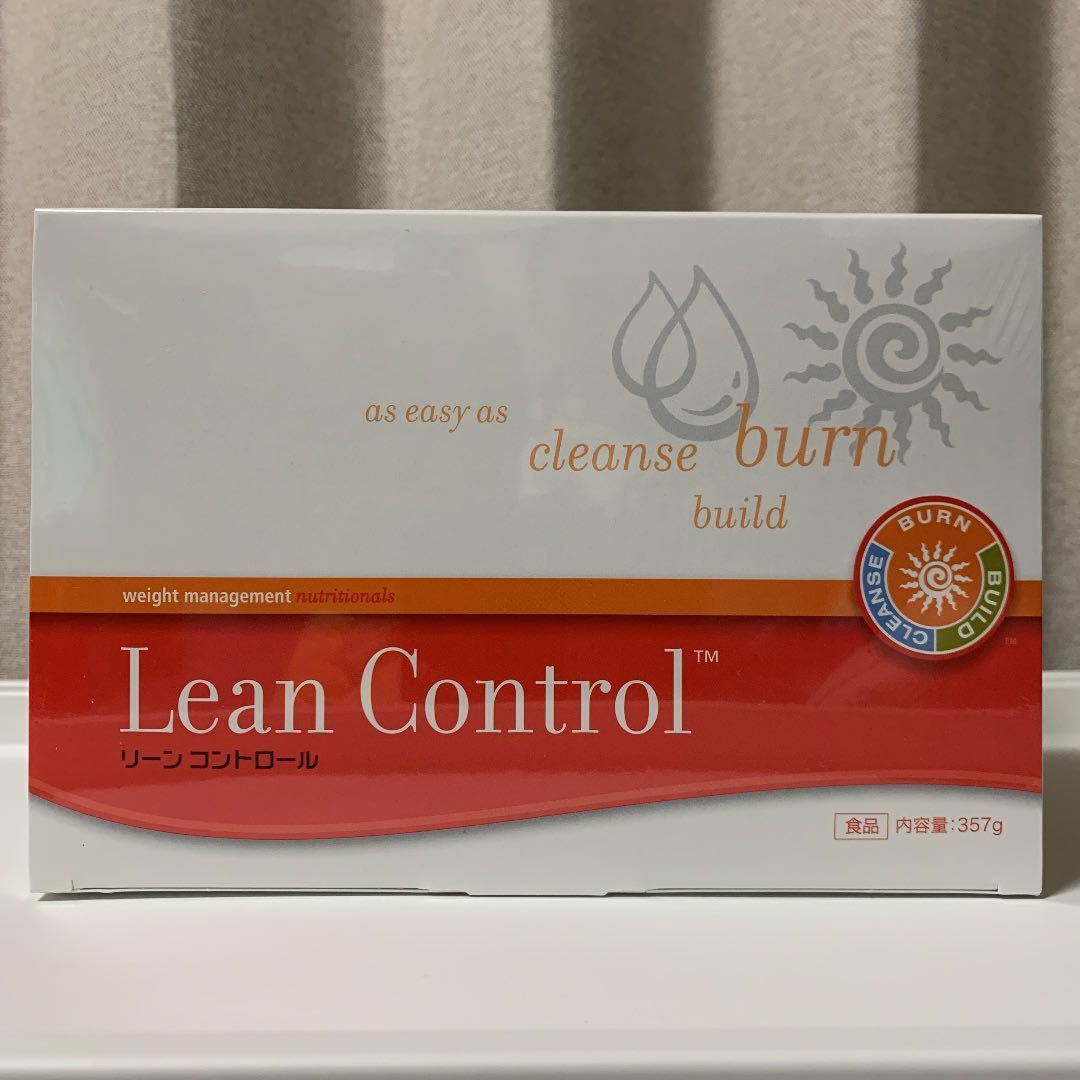 as easy as
cleanse burn
build
BURN
CLEANSE
BUILD
™
weight management nutritionals
Lean Control™
リーン コントロール
食品 内容量:357g